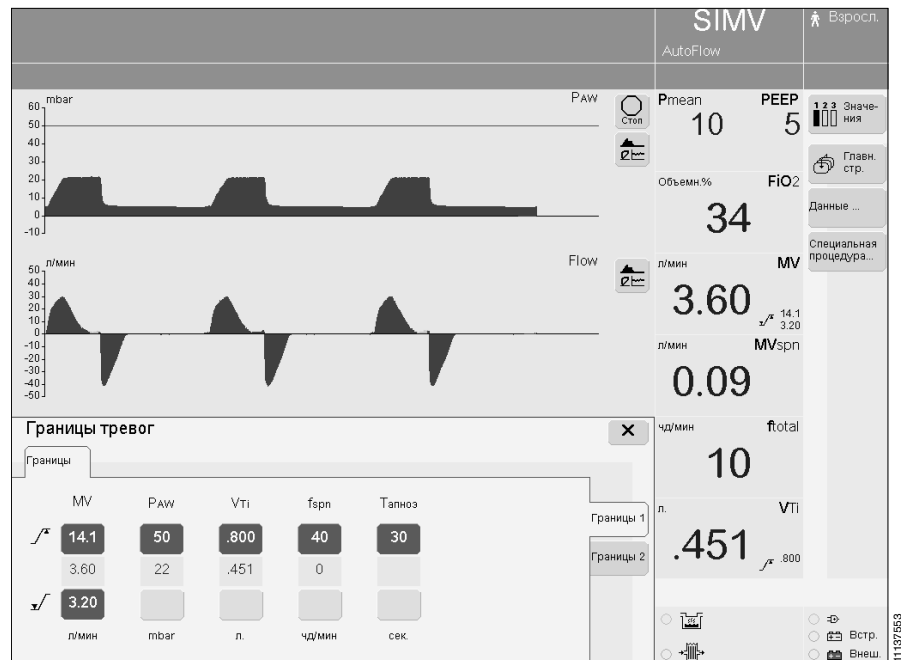 SIMV
Взросл.
AutoFlow
mbar
PAW
60
50
40
30
20
10
0
-10
Стоп
Pmean
PEEP
10
5
1 2 3 Значе-
ния
Главн.
стр.
Объемн.%
FiO2
34
Данные ...
Специальная
процедура...
л/мин
Flow
50
40
30
20
10
0
-10
-20
-30
-40
-50
л/мин
MV
3.60
14.1
3.20
л/мин
MVspn
0.09
Границы тревог
Границы
MV
PAW
VTi
fspn
Tапноэ
14.1
50
.800
40
30
3.60
22
.451
0
3.20
л/мин
mbar
л.
чд/мин
сек.
Границы 1
Границы 2
чд/мин
ftotal
10
л.
VTi
.451
.800
Встр.
Внеш.
11137553